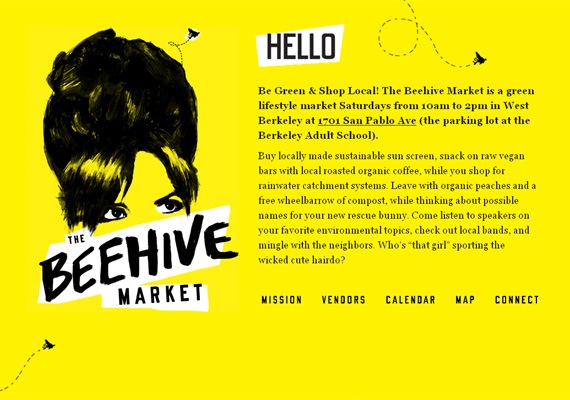 HELLO
Be Green & Shop Local! The Beehive Market is a green
lifestyle market Saturdays from 10am to 2pm in West
Berkeley at 1701 San Pablo Ave (the parking lot at the
Berkeley Adult School).
Buy locally made sustainable sun screen, snack on raw vegan
bars with local roasted organic coffee, while you shop for
rainwater catchment systems. Leave with organic peaches and a
free wheelbarrow of compost, while thinking about possible
names for your new rescue bunny. Come listen to speakers on
your favorite environmental topics, check out local bands, and
mingle with the neighbors. Who's “that girl” sporting the
wicked cute hairdo?
THE
BEEHIVE
MARKET
MISSION VENDORS CALENDAR MAP CONNECT